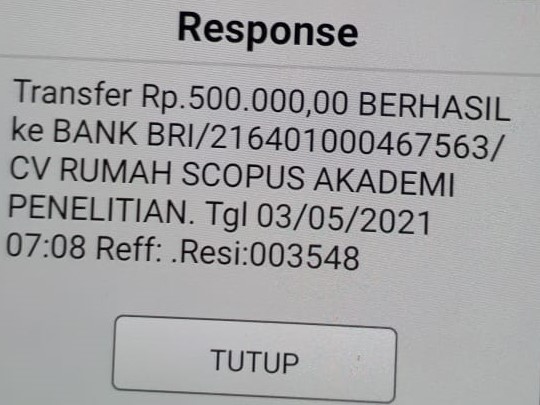 Response
Transfer Rp.500.000,00 BERHASIL
ke BANK BRI/216401000467563/
CV RUMAH SCOPUS AKADEMI
PENELITIAN. Tgl 03/05/2021
07:08 Reff: .Resi:003548
TUTUP